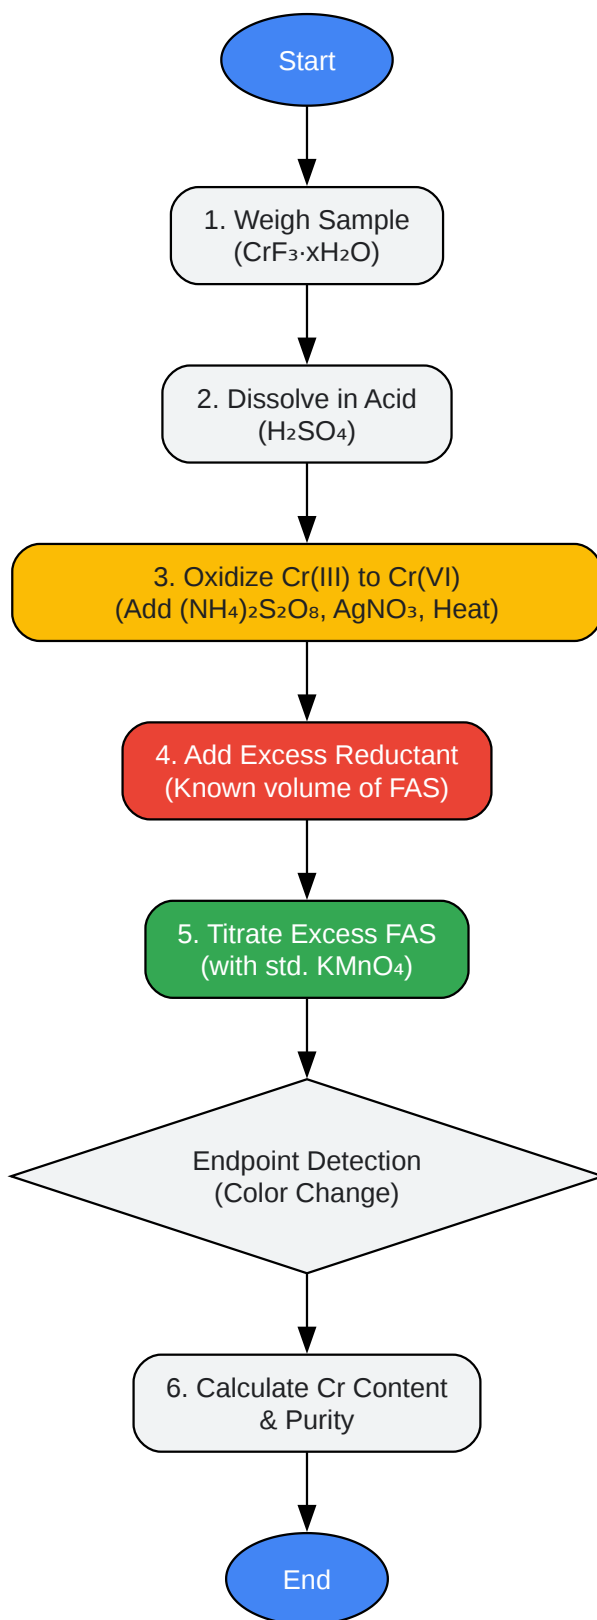 Start
1. Weigh Sample
(CrF₃·xH₂O)
2. Dissolve in Acid
(H₂SO₄)
3. Oxidize Cr(III) to Cr(VI)
(Add (NH₄)₂S₂O₈, AgNO₃, Heat)
4. Add Excess Reductant
(Known volume of FAS)
5. Titrate Excess FAS
(with std. KMnO₄)
Endpoint Detection
(Color Change)
6. Calculate Cr Content
& Purity
End